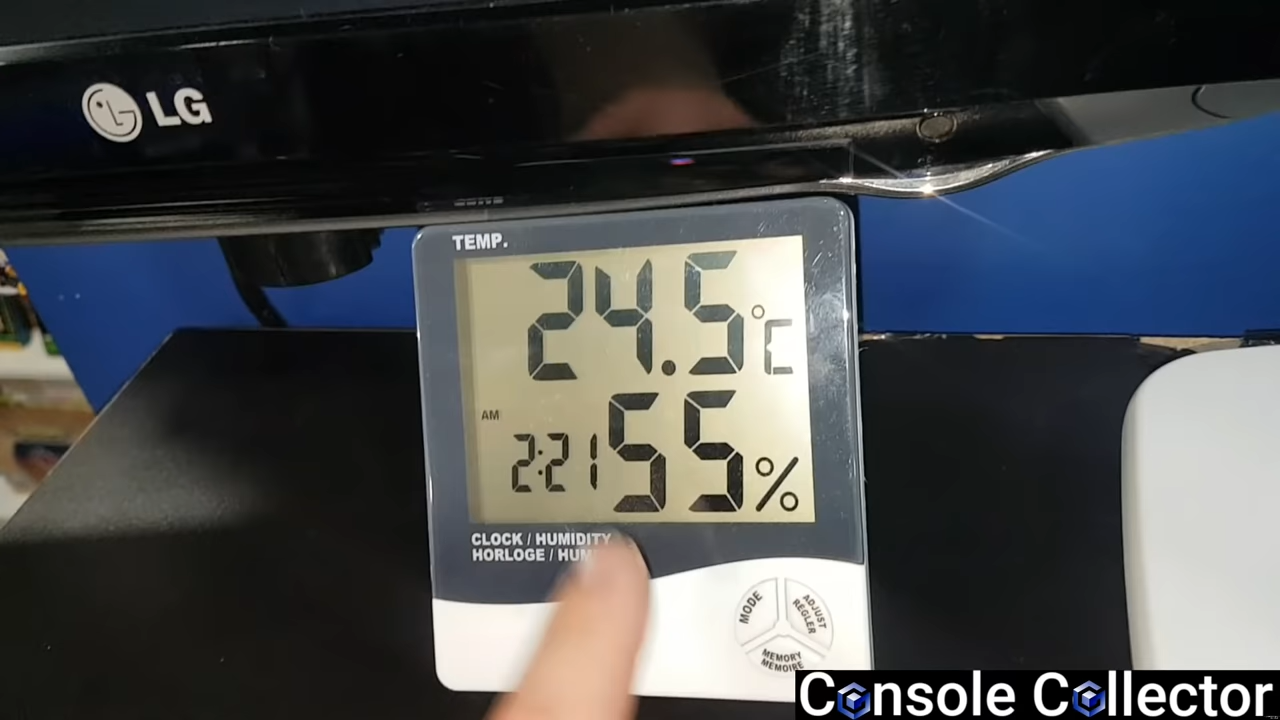 LG
TEMP.
24.5°C
AM
2:21 55%
CLOCK / HUMIDITY
HORLOGE / HUM
MODE
ADJUST
REGLER
MEMORY
MEMOIRE
Console Collector